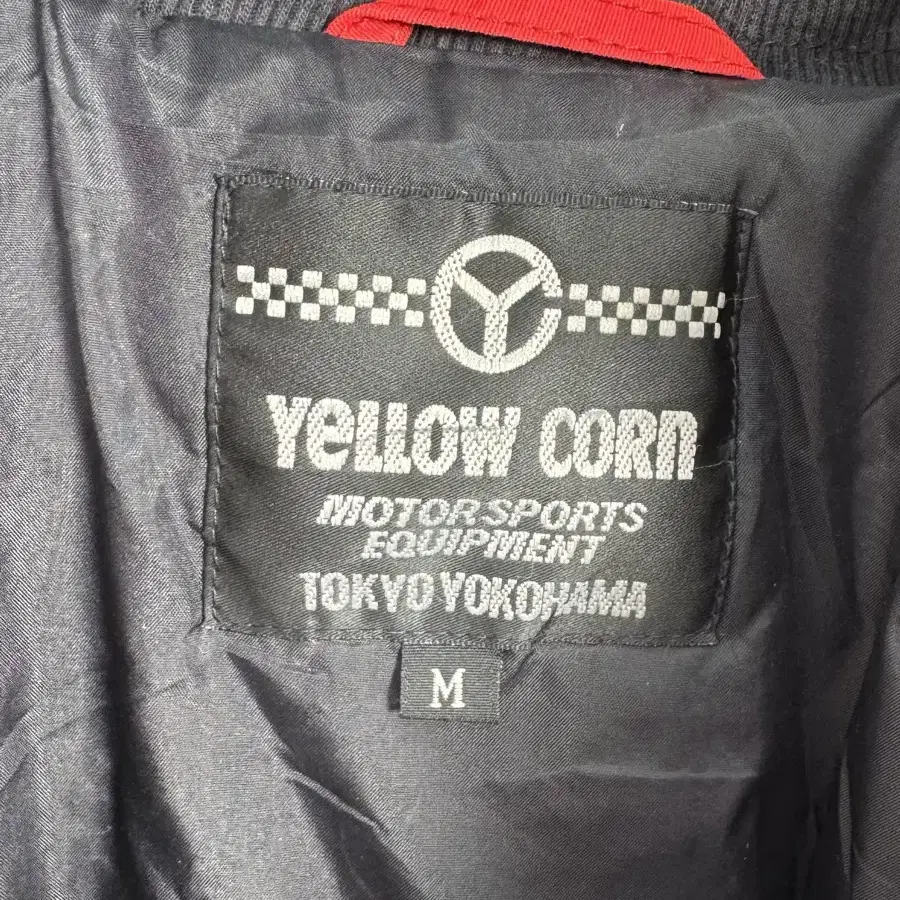 YeLLOW CORn
MOTORSPORTS
EQUIPMENT
TOKYO YOKOHAMA
M